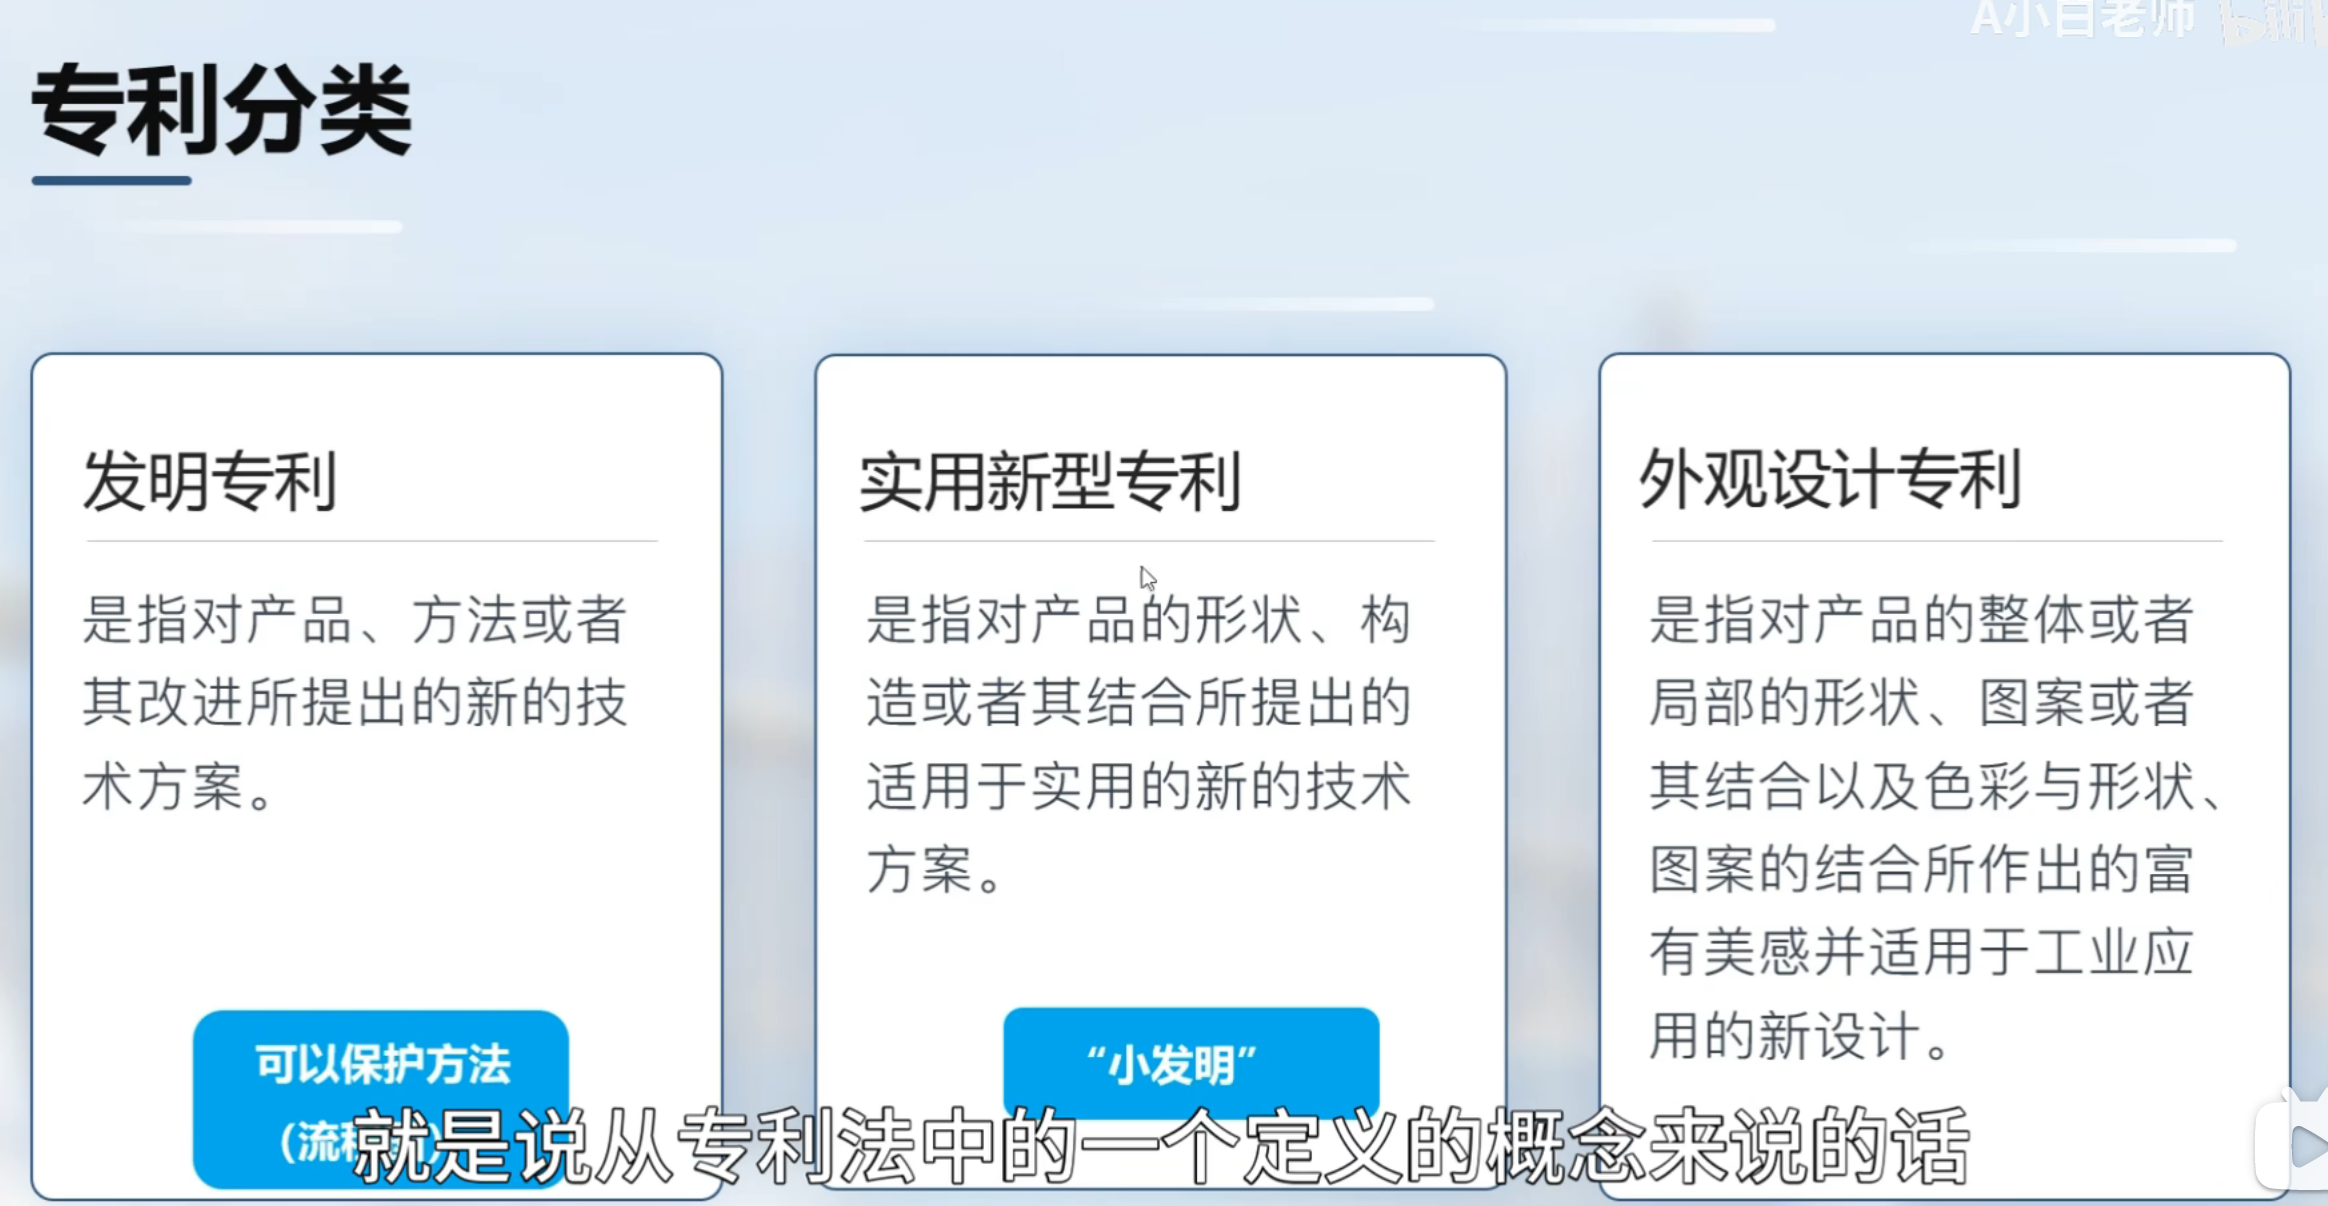 A小白老师
专利分类
发明专利
是指对产品、方法或者
其改进所提出的新的技
术方案。
可以保护方法
实用新型专利
是指对产品的形状、构
造或者其结合所提出的
适用于实用的新的技术
方案。
“小发明”
外观设计专利
是指对产品的整体或者
局部的形状、图案或者
其结合以及色彩与形状、
图案的结合所作出的富
有美感并适用于工业应
用的新设计。
就是说从专利法中的一个定义的概念来说的话